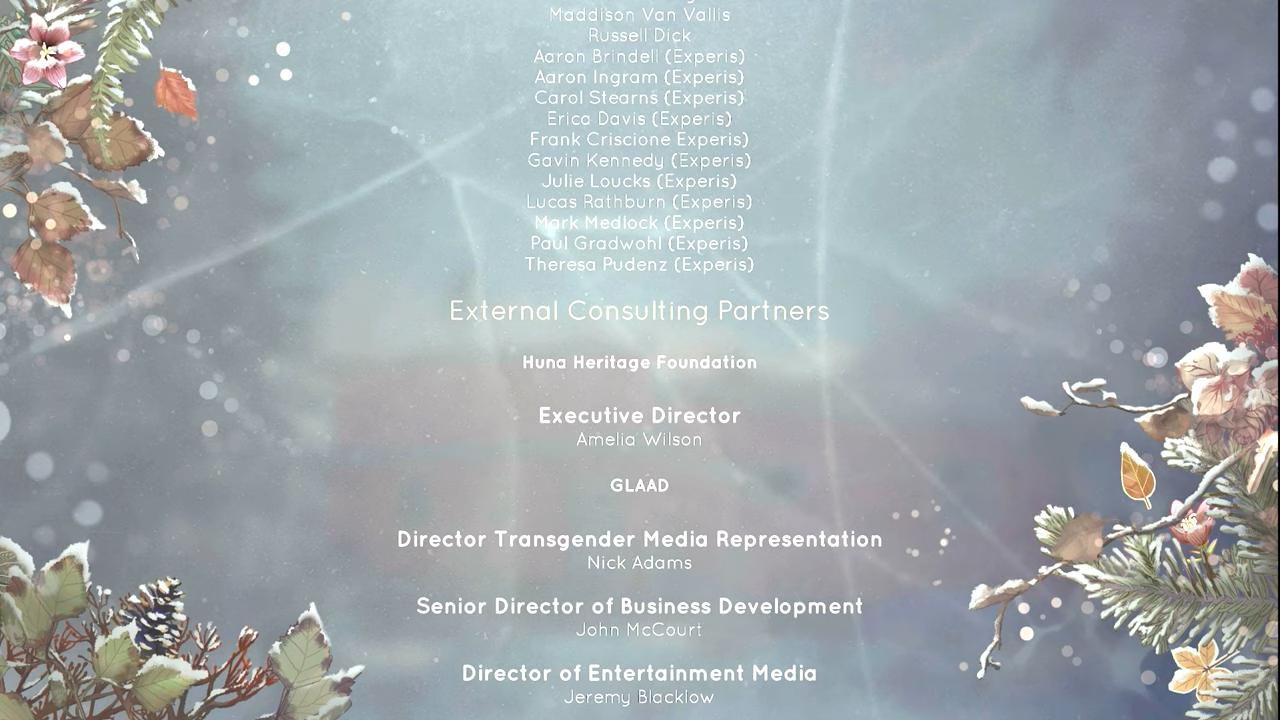 Maddison Van Vallis
Russell Dick
Aaron Brindell (Experis)
Aaron Ingram (Experis)
Carol Stearns (Experis)
Erica Davis (Experis)
Frank Criscione Experis)
Gavin Kennedy (Experis)
Julie Loucks (Experis)
Lucas Rathburn (Experis)
Mark Medlock (Experis)
Paul Gradwohl (Experis)
Theresa Pudenz (Experis)
External Consulting Partners
Huna Heritage Foundation
Executive Director
Amelia Wilson
GLAAD
Director Transgender Media Representation
Nick Adams
Senior Director of Business Development
John McCourt
Director of Entertainment Media
Jeremy Blacklow